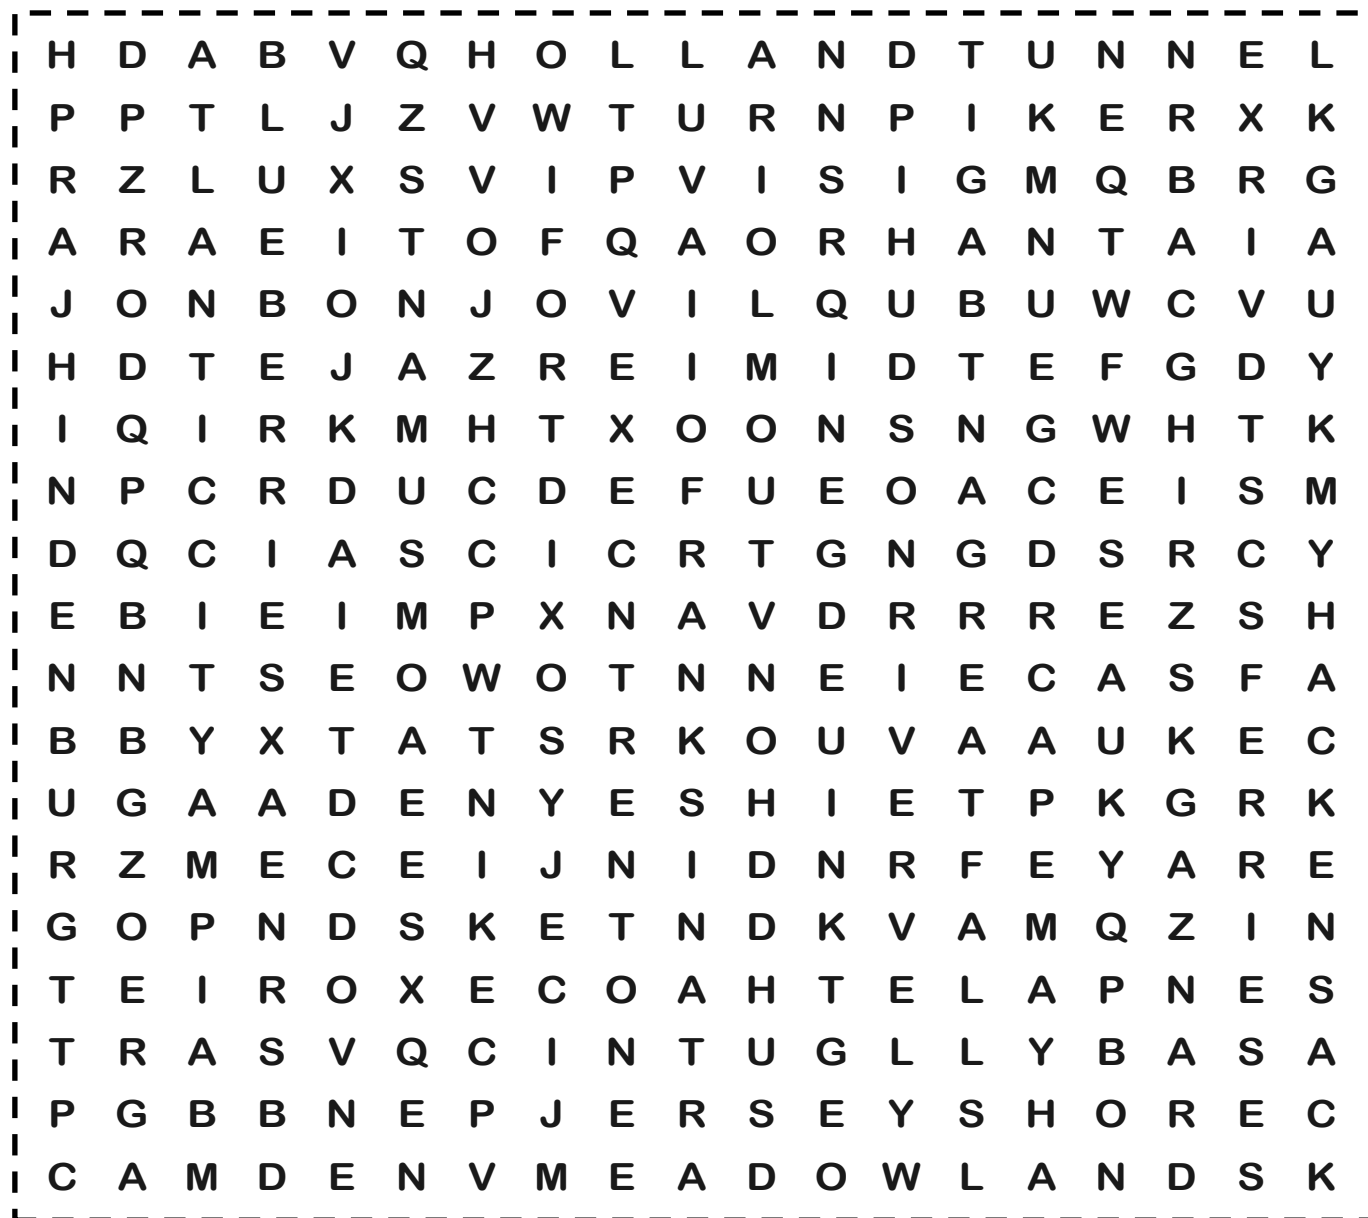 H D A B V Q H O L L A N D T U N N E L
P P T L J Z V W T U R N P I K E R X K
R Z L U X S V I P V I S I G M Q B R G
A R A E I T O F Q A O R H A N T A I A
J O N B O N J O V I L Q U B U W C V U
H D T E J A Z R E I M I D T E F G D Y
I Q I R K M H T X O O N S N G W H T K
N P C R D U C D E F U E O A C E I S M
D Q C I A S C I C R T G N G D S R C Y
E B I E I M P X N A V D R R R E Z S H
N N T S E O W O T N N E I E C A S F A
B B Y X T A T S R K O U V A A U K E C
U G A A D E N Y E S H I E T P K G R K
R Z M E C E I J N I D N R F E Y A R E
G O P N D S K E T N D K V A M Q Z I N
T E I R O X E C O A H T E L A P N E S
T R A S V Q C I N T U G L L Y B A S A
P G B B N E P J E R S E Y S H O R E C
C A M D E N V M E A D O W L A N D S K